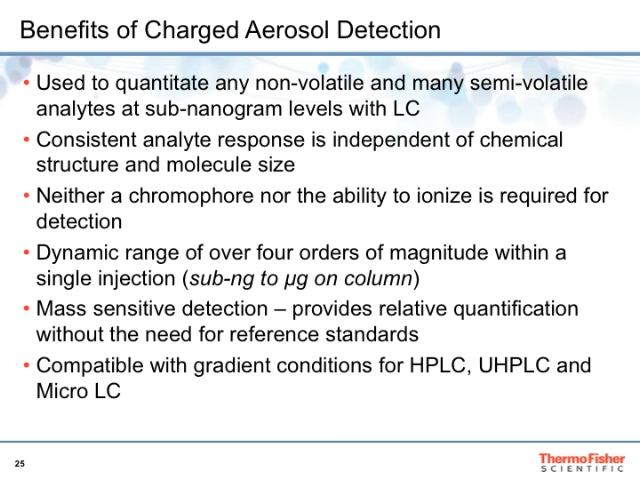 Benefits of Charged Aerosol Detection
• Used to quantitate any non-volatile and many semi-volatile
analytes at sub-nanogram levels with LC
• Consistent analyte response is independent of chemical
structure and molecule size
• Neither a chromophore nor the ability to ionize is required for
detection
• Dynamic range of over four orders of magnitude within a
single injection (sub-ng to µg on column)
• Mass sensitive detection – provides relative quantification
without the need for reference standards
• Compatible with gradient conditions for HPLC, UHPLC and
Micro LC
25
ThermoFisher
SCIENTIFIC